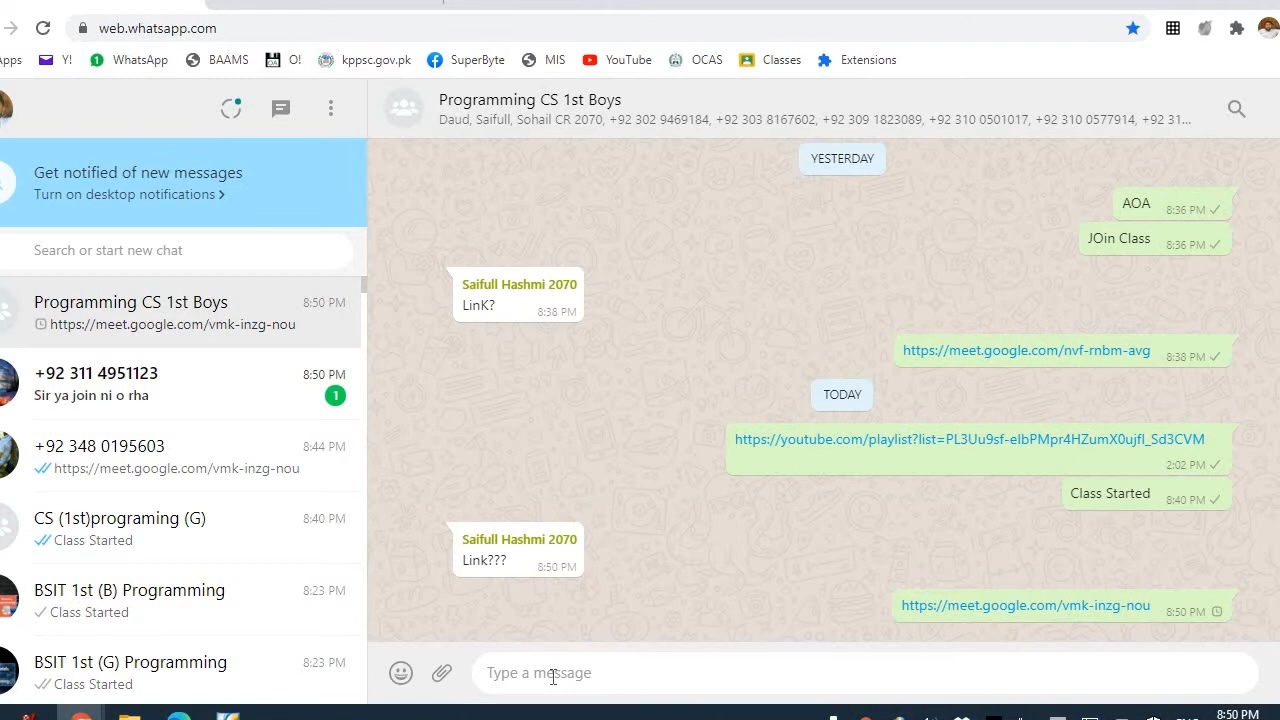 web.whatsapp.com
Apps
Y!
WhatsApp
BAAMS
O!
kppsc.gov.pk
SuperByte
MIS
YouTube
OCAS
Classes
Extensions
Get notified of new messages
Turn on desktop notifications >
Search or start new chat
Programming CS 1st Boys 8:50 PM
https://meet.google.com/vmk-inzg-nou
+92 311 4951123 8:50 PM
Sir ya join ni o rha 1
+92 348 0195603 8:44 PM
https://meet.google.com/vmk-inzg-nou
CS (1st)programing (G) 8:40 PM
Class Started
BSIT 1st (B) Programming 8:23 PM
Class Started
BSIT 1st (G) Programming 8:23 PM
Class Started
Programming CS 1st Boys
Daud, Saifull, Sohail CR 2070, +92 302 9469184, +92 303 8167602, +92 309 1823089, +92 310 0501017, +92 310 0577914, +92 31...
YESTERDAY
AOA 8:36 PM
JOin Class 8:36 PM
Saifull Hashmi 2070
LinK? 8:38 PM
https://meet.google.com/nvf-rnbm-avg 8:38 PM
TODAY
https://youtube.com/playlist?list=PL3Uu9sf-eIbPMpr4HZumX0ujfI_Sd3CVM
2:02 PM
Class Started 8:40 PM
Saifull Hashmi 2070
Link??? 8:50 PM
https://meet.google.com/vmk-inzg-nou 8:50 PM
Type a message
8:50 PM